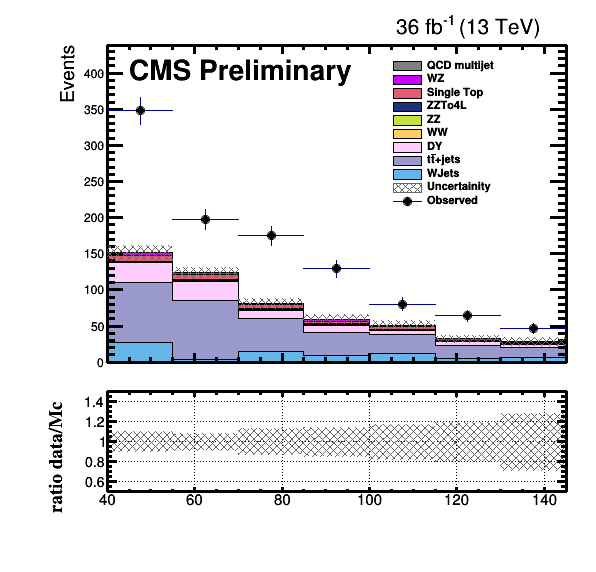 36 fb⁻¹ (13 TeV)
Events
CMS Preliminary
QCD multijet
WZ
Single Top
ZZTo4L
ZZ
WW
DY
tt̄+jets
WJets
Uncertainity
Observed
400
350
300
250
200
150
100
50
0
ratio data/Mc
1.4
1.2
1
0.8
0.6
40 60 80 100 120 140